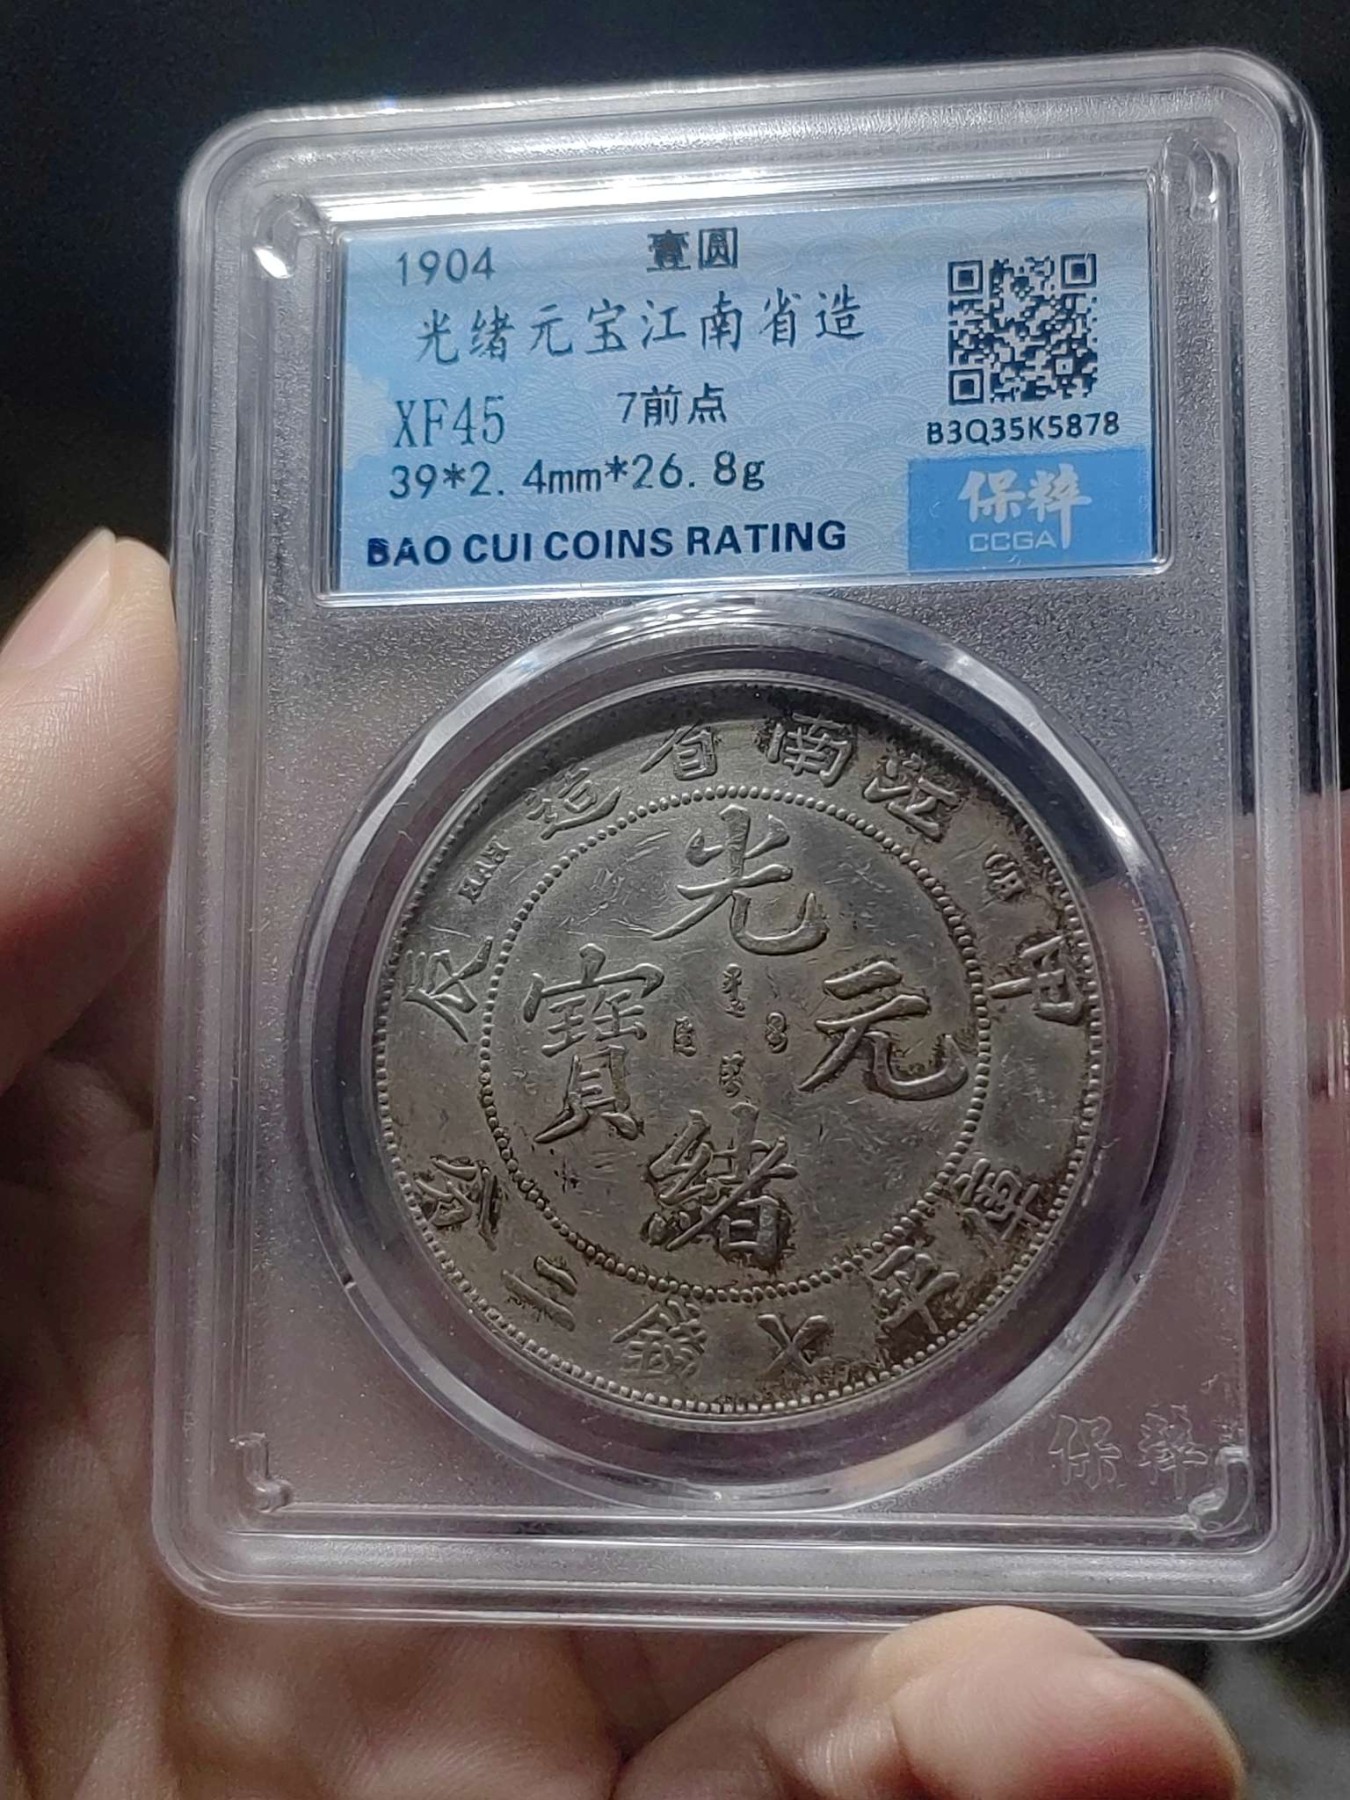 1904 壹圆
光绪元宝江南省造
XF45 7前点
39*2.4mm*26.8g
BAO CUI COINS RATING
B3Q35K5878
保粹
CCGA
江南省造
HAH
甲辰
光緒元寶
庫平七錢二分
保粹